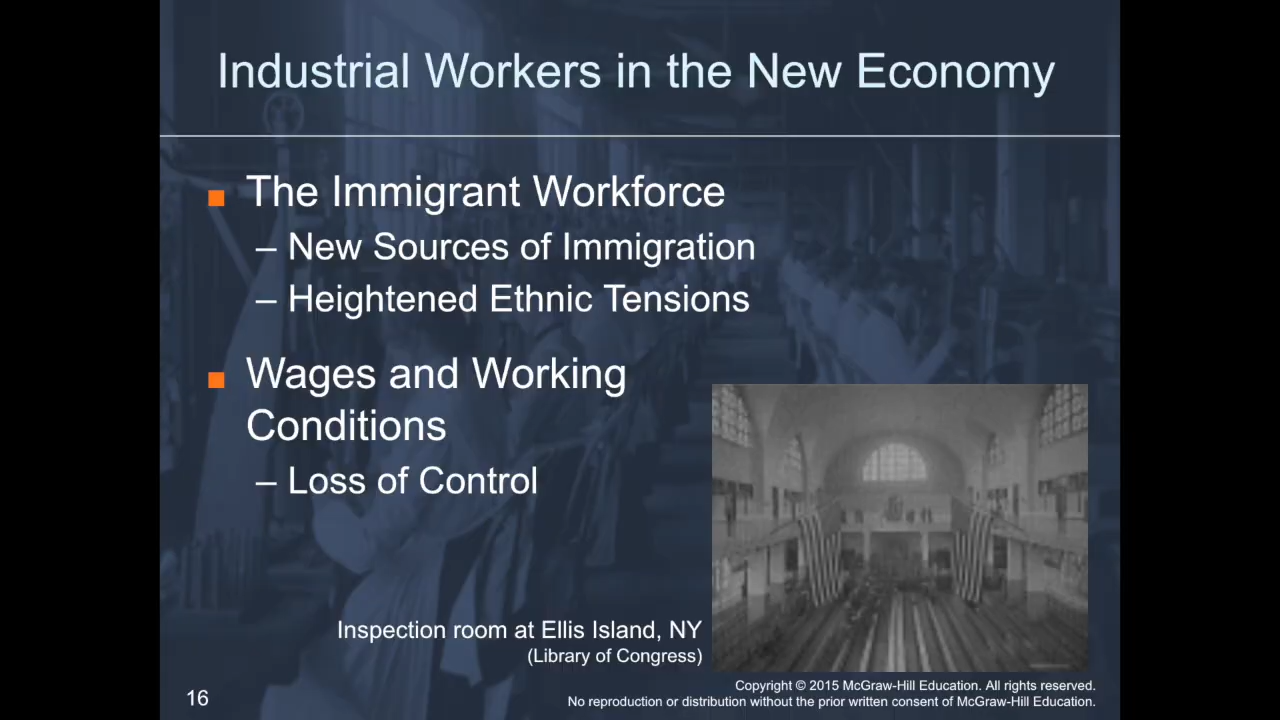 Industrial Workers in the New Economy
The Immigrant Workforce
– New Sources of Immigration
– Heightened Ethnic Tensions
Wages and Working
Conditions
– Loss of Control
Inspection room at Ellis Island, NY
(Library of Congress)
16
Copyright © 2015 McGraw-Hill Education. All rights reserved.
No reproduction or distribution without the prior written consent of McGraw-Hill Education.